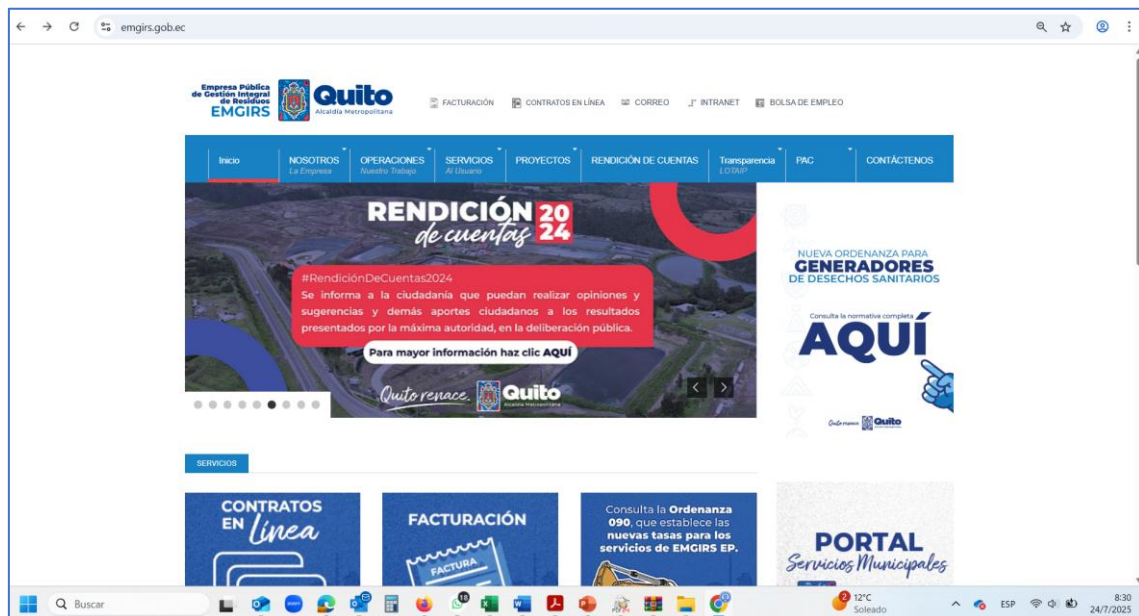 emgirs.gob.ec
Empresa Pública
de Gestión Integral
de Residuos
EMGIRS
Quito
Alcaldía Metropolitana
FACTURACIÓN
CONTRATOS EN LÍNEA
CORREO
INTRANET
BOLSA DE EMPLEO
Inicio
NOSOTROS
La Empresa
OPERACIONES
Nuestro Trabajo
SERVICIOS
Al Usuario
PROYECTOS
RENDICIÓN DE CUENTAS
Transparencia
LOTAIP
PAC
CONTÁCTENOS
RENDICIÓN 20
de cuentas 24
#RendiciónDeCuentas2024
Se informa a la ciudadanía que puedan realizar opiniones y
sugerencias y demás aportes ciudadanos a los resultados
presentados por la máxima autoridad, en la deliberación pública.
Para mayor información haz clic AQUÍ
Quito renace.
Quito
Alcaldía Metropolitana
NUEVA ORDENANZA PARA
GENERADORES
DE DESECHOS SANITARIOS
Consulta la normativa completa
AQUÍ
Quito renace
Quito
SERVICIOS
CONTRATOS
EN Línea
FACTURACIÓN
FACTURA
Consulta la Ordenanza
090, que establece las
nuevas tasas para los
servicios de EMGIRS EP.
PORTAL
Servicios Municipales
Buscar
18
2
12°C
Soleado
ESP
8:30
24/7/2025